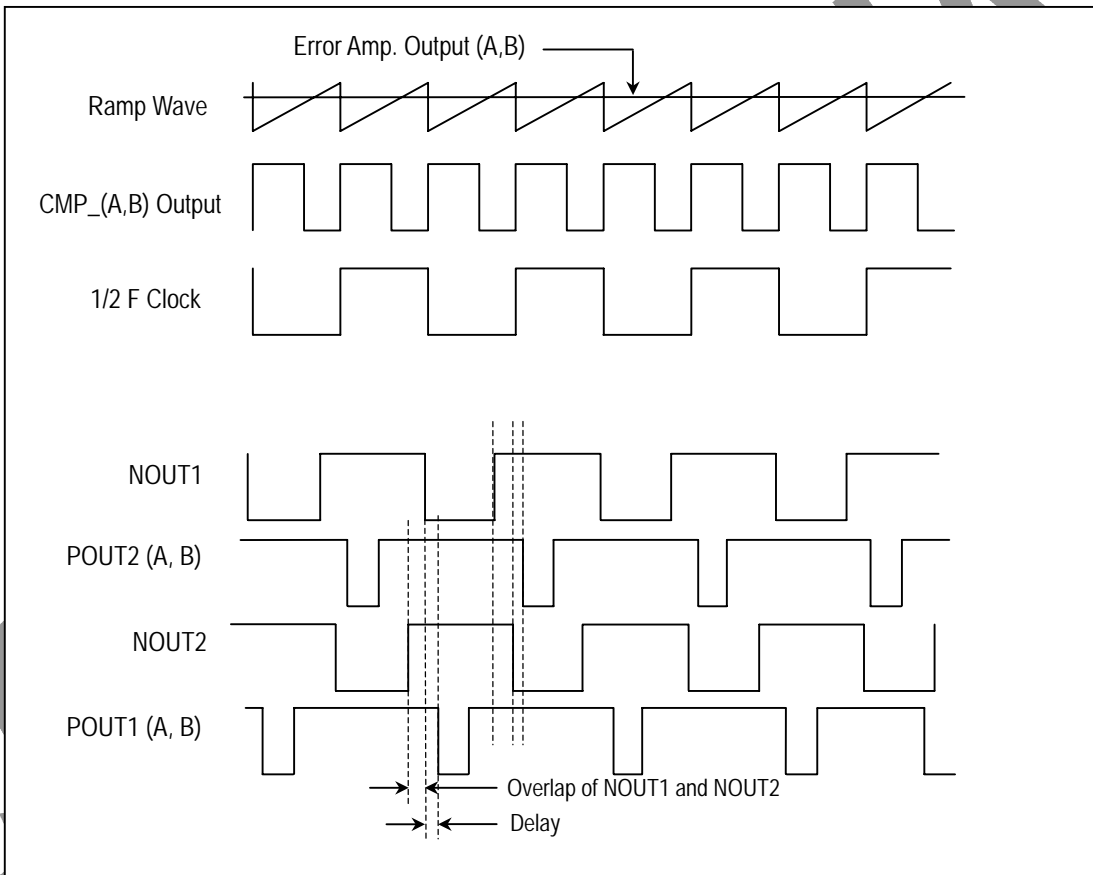 Error Amp. Output (A,B)
Ramp Wave
CMP_(A,B) Output
1/2 F Clock
NOUT1
POUT2 (A, B)
NOUT2
POUT1 (A, B)
Overlap of NOUT1 and NOUT2
Delay